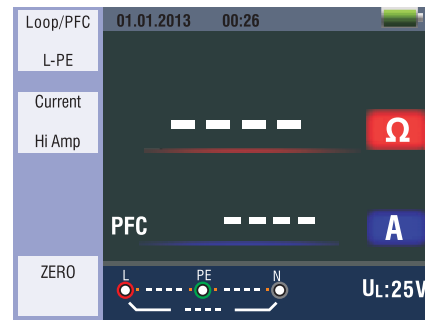 Loop/PFC
L-PE
Current
Hi Amp
ZERO
01.01.2013 00:26
- - - - Ω
PFC - - - - A
L PE N
- - - - - - - -
- - - -
UL:25V